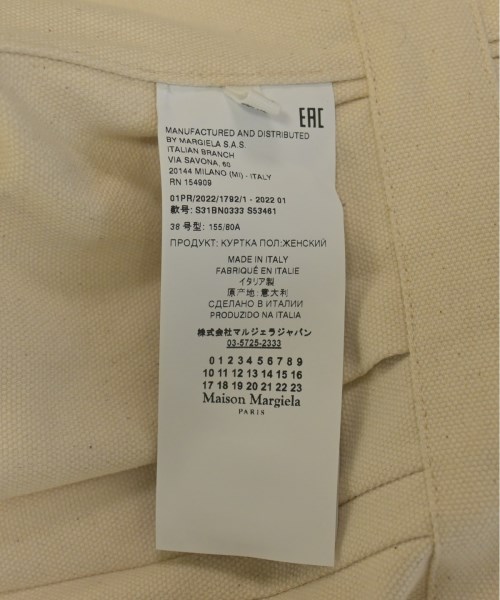 EAC
MANUFACTURED AND DISTRIBUTED
BY MARGIELA S.A.S.
ITALIAN BRANCH
VIA SAVONA, 60
20144 MILANO (MI) - ITALY
RN 154909
01PR/2022/1792/1 - 2022 01
款号: S31BN0333 S53461
38 号型: 155/80A
ПРОДУКТ: КУРТКА ПОЛ:ЖЕНСКИЙ
MADE IN ITALY
FABRIQUÉ EN ITALIE
イタリア製
原产地:意大利
СДЕЛАНО В ИТАЛИИ
PRODUZIDO NA ITALIA
株式会社マルジェラジャパン
03-5725-2333
0 1 2 3 4 5 6 7 8 9
10 11 12 13 14 15 16
17 18 19 20 21 22 23
Maison Margiela
PARIS